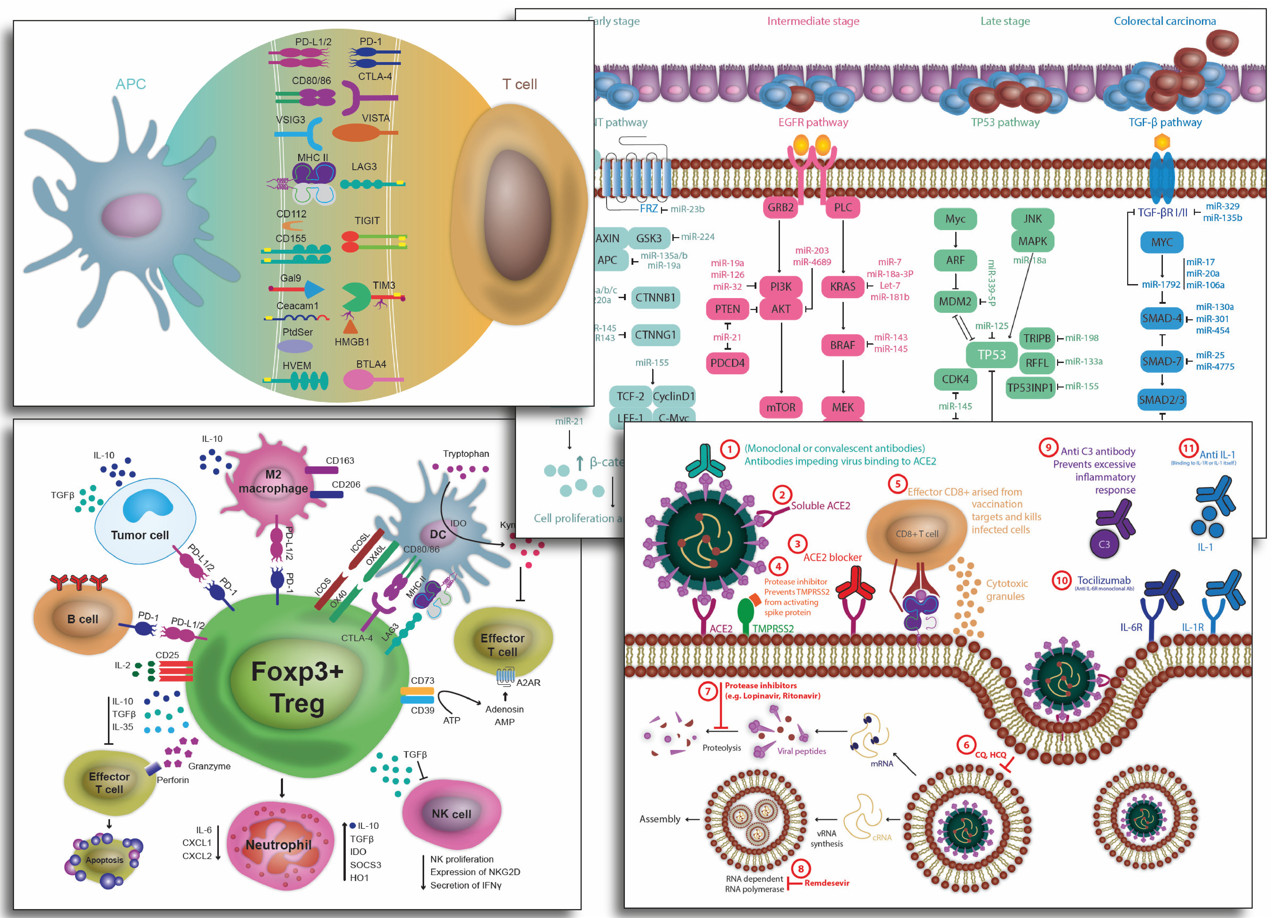 APC
T cell
PD-L1/2
PD-1
CD80/86
CTLA-4
VSIG3
VISTA
MHC II
LAG3
CD112
TIGIT
CD155
Gal9
TIM3
Ceacam1
PtdSer
HMGB1
HVEM
BTLA4
Early stage
Intermediate stage
Late stage
Colorectal carcinoma
NT pathway
EGFR pathway
TP53 pathway
TGF-β pathway
FRZ
miR-23b
AXIN
GSK3
miR-224
APC
miR-135a/b
miR-19a
a/b/c
20a
CTNNB1
R-145
R143
CTNNG1
miR-155
TCF-2
CyclinD1
LEF-1
C-Myc
miR-21
β-cate
Cell proliferation a
GRB2
PLC
miR-203
miR-4689
miR-19a
miR-126
miR-32
PI3K
KRAS
miR-7
miR-18a-3P
Let-7
miR-181b
PTEN
AKT
miR-21
BRAF
miR-143
miR-145
PDCD4
mTOR
MEK
Myc
JNK
MAPK
miR-18a
ARF
miR-339-5P
MDM2
miR-125
TP53
TRIPB
miR-198
RFFL
miR-133a
CDK4
TP53INP1
miR-155
miR-145
TGF-βR I/II
miR-329
miR-135b
MYC
miR-17
miR-20a
miR-106a
miR-1792
SMAD-4
miR-130a
miR-301
miR-454
SMAD-7
miR-25
miR-4775
SMAD2/3
IL-10
IL-10
TGFβ
Tumor cell
M2
macrophage
CD163
CD206
Tryptophan
DC
IDO
Kyn
PD-L1/2
PD-1
PD-L1/2
PD-1
ICOSL
ICOS
OX40L
OX40
CD80/86
CTLA-4
MHC II
LAG3
B cell
PD-1
PD-L1/2
IL-2
CD25
Foxp3+
Treg
Effector
T cell
A2AR
CD73
CD39
ATP
Adenosin
AMP
IL-10
TGFβ
IL-35
Granzyme
Perforin
Effector
T cell
Apoptosis
IL-6
CXCL1
CXCL2
Neutrophil
IL-10
TGFβ
IDO
SOCS3
HO1
TGFβ
NK cell
NK proliferation
Expression of NKG2D
Secretion of IFNγ
1
(Monoclonal or convalescent antibodies)
Antibodies impeding virus binding to ACE2
2
Soluble ACE2
3
ACE2 blocker
4
Protease inhibitor
Prevents TMPRSS2
from activating
spike protein
ACE2
TMPRSS2
5
Effector CD8+ arised from
vaccination
targets and kills
infected cells
CD8+ T cell
Cytotoxic
granules
9
Anti C3 antibody
Prevents excessive
inflammatory
response
C3
11
Anti IL-1
(Binding to IL-1R or IL-1 itself)
IL-1
10
Tocilizumab
(Anti IL-6R monoclonal Ab)
IL-6R
IL-1R
7
Protease inhibitors
(e.g. Lopinavir, Ritonavir)
Proteolysis
Viral peptides
mRNA
6
CQ, HCQ
Assembly
vRNA
synthesis
cRNA
8
RNA dependent
RNA polymerase
Remdesevir